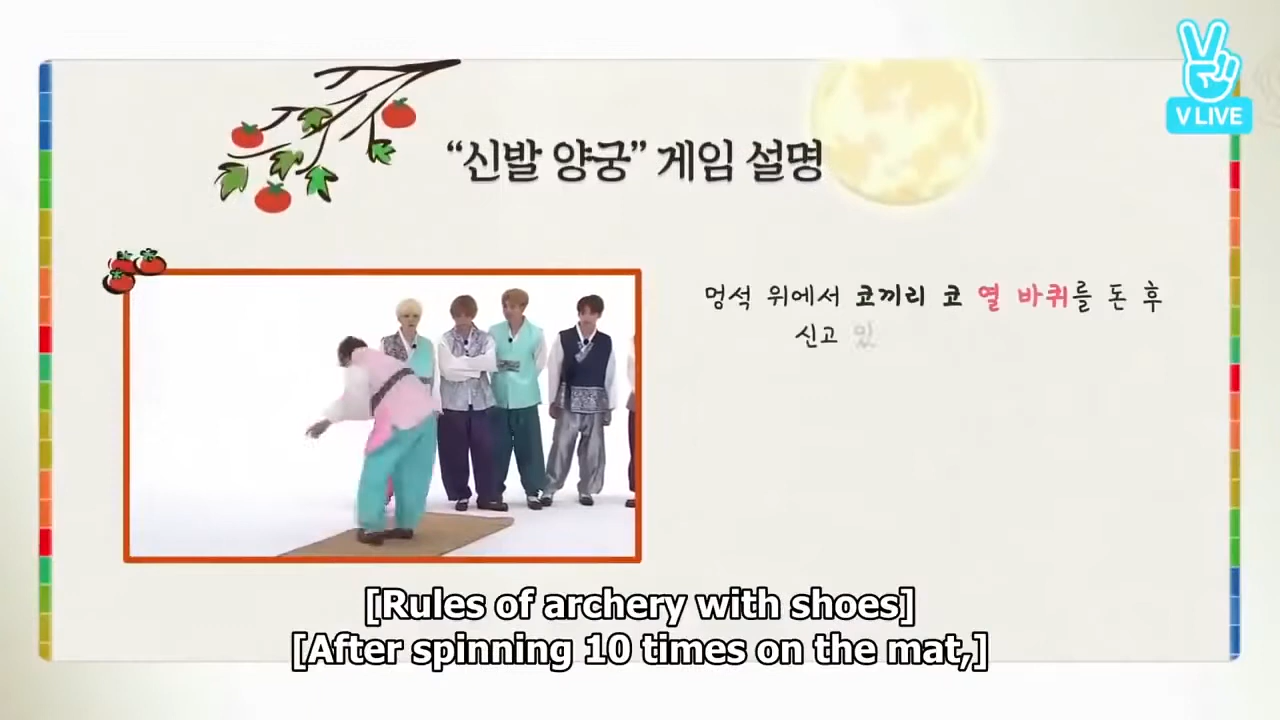 V LIVE
“신발 양궁” 게임 설명
멍석 위에서 코끼리 코 열 바퀴를 돈 후
신고 있
[Rules of archery with shoes]
[After spinning 10 times on the mat,]